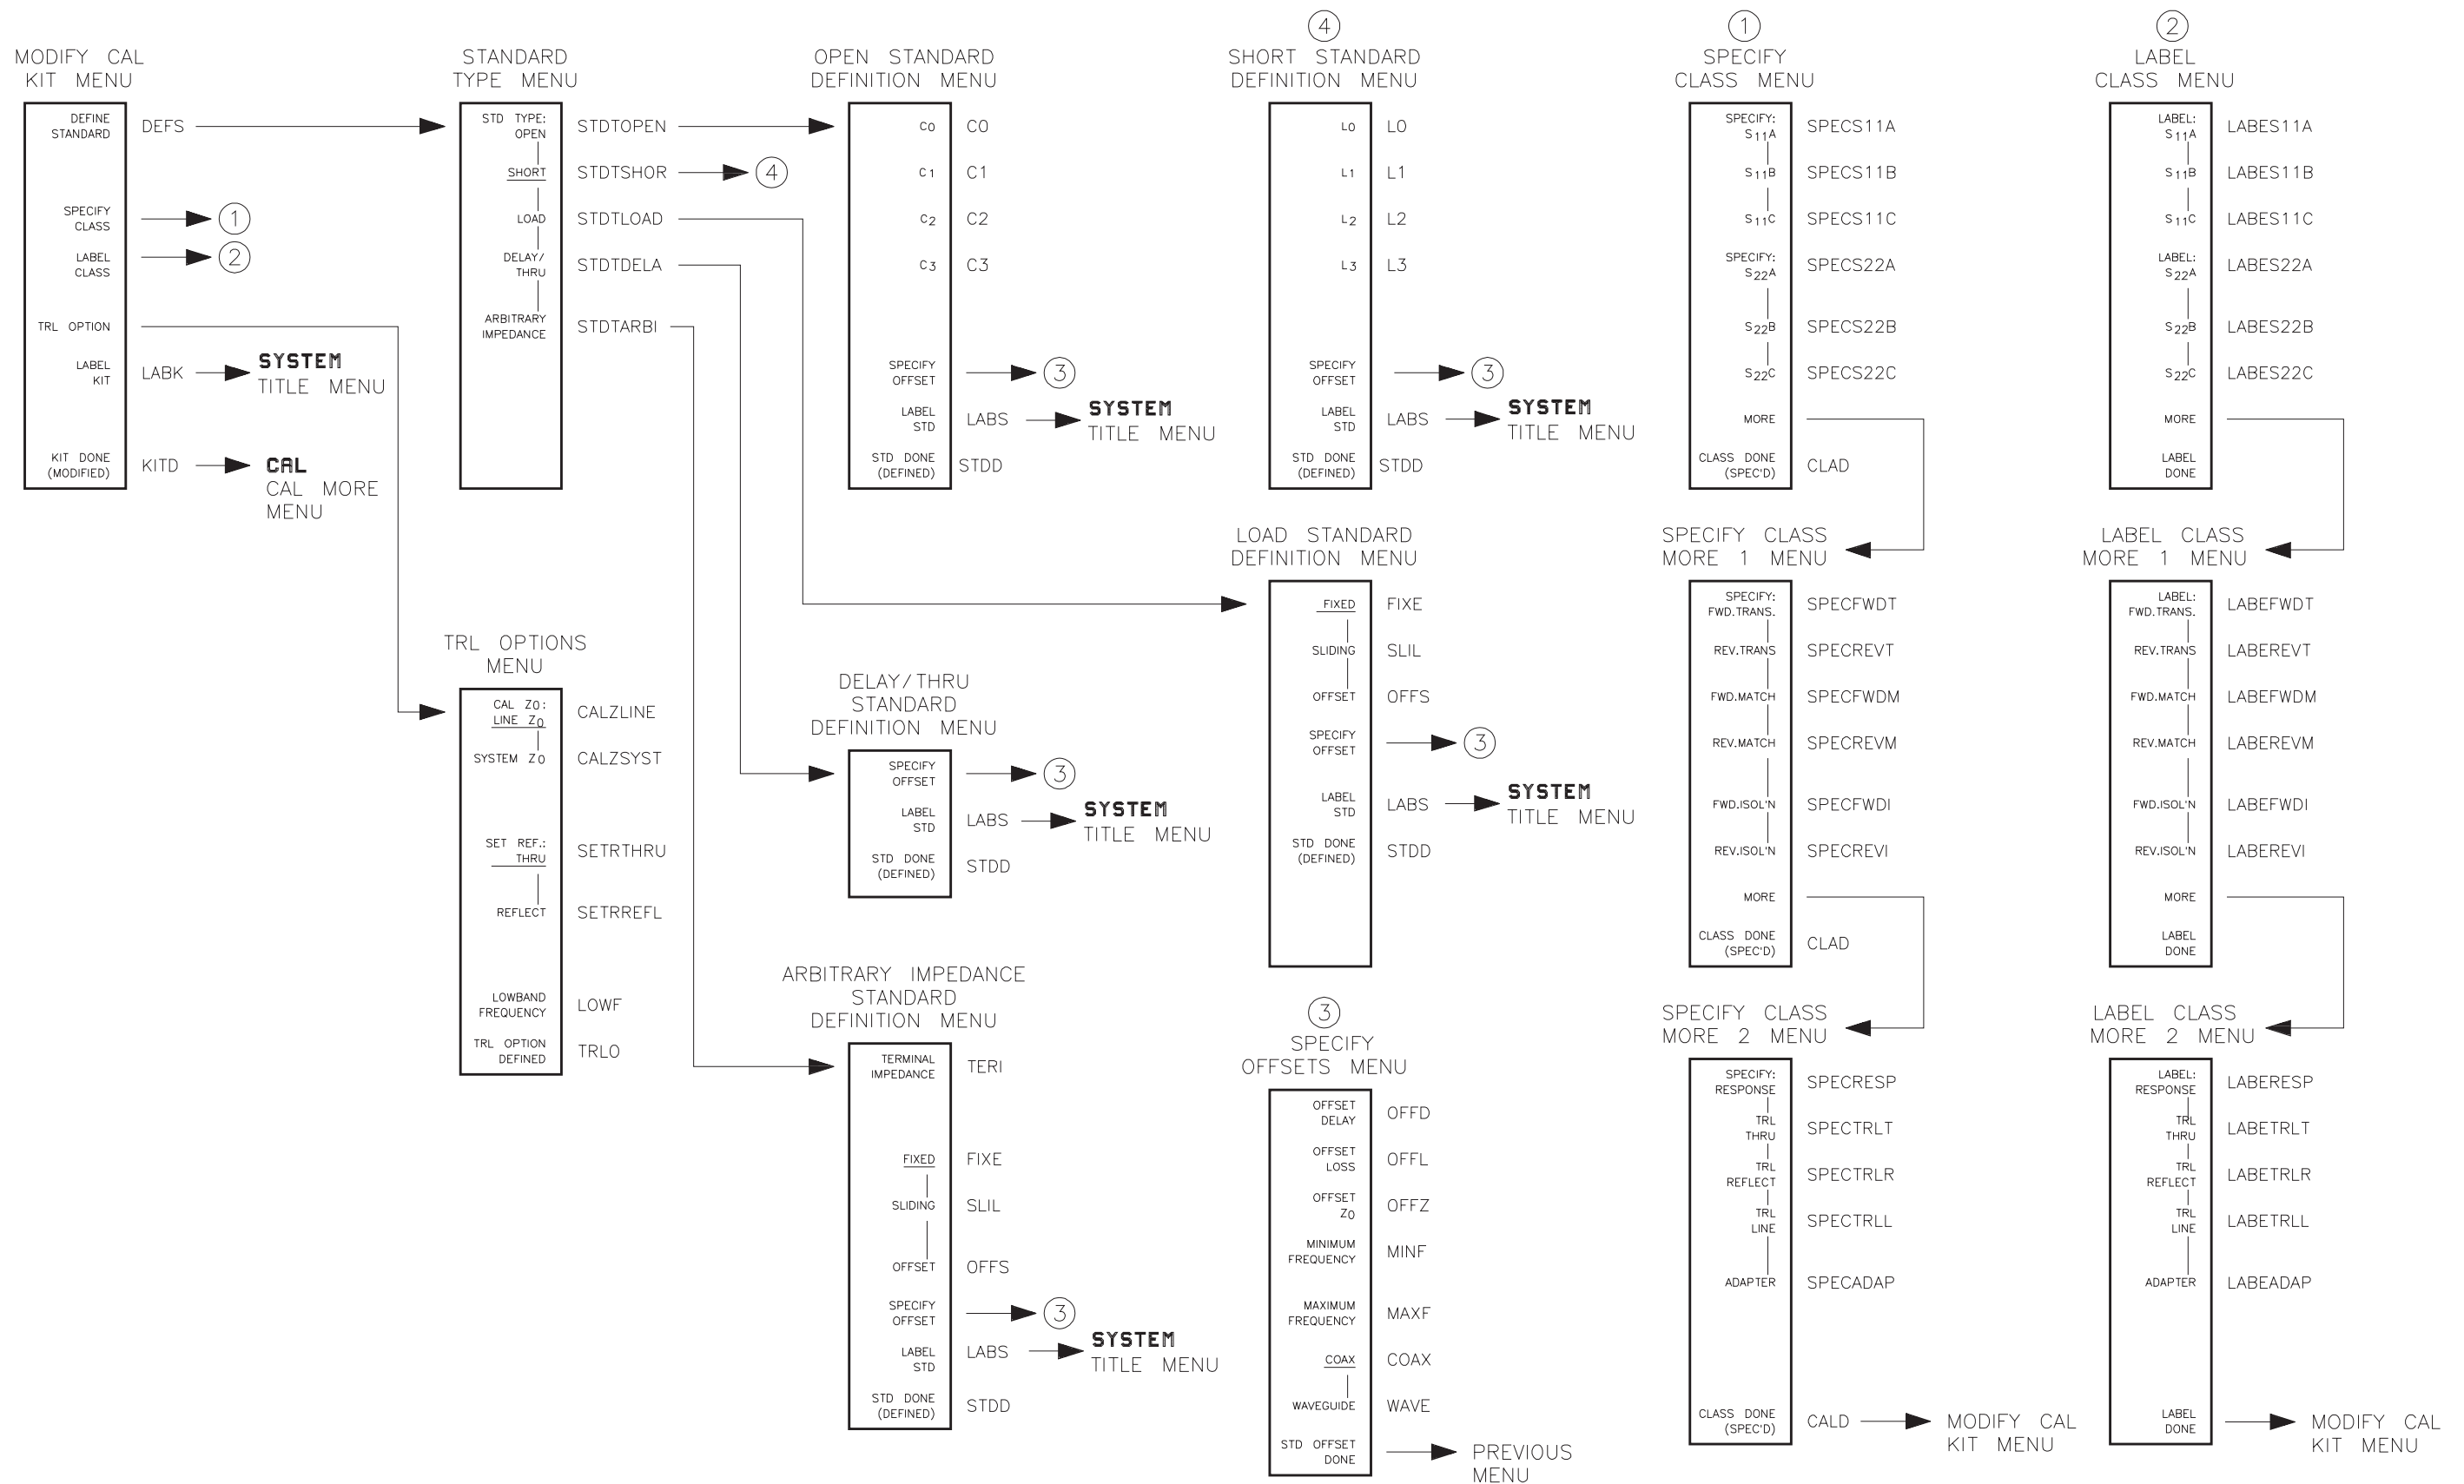 MODIFY CAL
KIT MENU
DEFINE
STANDARD
DEFS
SPECIFY
CLASS
1
LABEL
CLASS
2
TRL OPTION
LABEL
KIT
LABK
SYSTEM
TITLE MENU
KIT DONE
(MODIFIED)
KITD
CAL
CAL MORE
MENU
STANDARD
TYPE MENU
STD TYPE:
OPEN
STDTOPEN
SHORT
STDTSHOR
4
LOAD
STDTLOAD
DELAY/
THRU
STDTDELA
ARBITRARY
IMPEDANCE
STDTARBI
TRL OPTIONS
MENU
CAL Z0:
LINE Z0
CALZLINE
SYSTEM Z0
CALZSYST
SET REF.:
THRU
SETRTHRU
REFLECT
SETRREFL
LOWBAND
FREQUENCY
LOWF
TRL OPTION
DEFINED
TRLO
OPEN STANDARD
DEFINITION MENU
C0
C0
C1
C1
C2
C2
C3
C3
SPECIFY
OFFSET
3
LABEL
STD
LABS
SYSTEM
TITLE MENU
STD DONE
(DEFINED)
STDD
DELAY/THRU
STANDARD
DEFINITION MENU
SPECIFY
OFFSET
3
LABEL
STD
LABS
SYSTEM
TITLE MENU
STD DONE
(DEFINED)
STDD
ARBITRARY IMPEDANCE
STANDARD
DEFINITION MENU
TERMINAL
IMPEDANCE
TERI
FIXED
FIXE
SLIDING
SLIL
OFFSET
OFFS
SPECIFY
OFFSET
3
LABEL
STD
LABS
SYSTEM
TITLE MENU
STD DONE
(DEFINED)
STDD
4
SHORT STANDARD
DEFINITION MENU
L0
L0
L1
L1
L2
L2
L3
L3
SPECIFY
OFFSET
3
LABEL
STD
LABS
SYSTEM
TITLE MENU
STD DONE
(DEFINED)
STDD
LOAD STANDARD
DEFINITION MENU
FIXED
FIXE
SLIDING
SLIL
OFFSET
OFFS
SPECIFY
OFFSET
3
LABEL
STD
LABS
SYSTEM
TITLE MENU
STD DONE
(DEFINED)
STDD
3
SPECIFY
OFFSETS MENU
OFFSET
DELAY
OFFD
OFFSET
LOSS
OFFL
OFFSET
Z0
OFFZ
MINIMUM
FREQUENCY
MINF
MAXIMUM
FREQUENCY
MAXF
COAX
COAX
WAVEGUIDE
WAVE
STD OFFSET
DONE
PREVIOUS
MENU
1
SPECIFY
CLASS MENU
SPECIFY:
S11A
SPECS11A
S11B
SPECS11B
S11C
SPECS11C
SPECIFY:
S22A
SPECS22A
S22B
SPECS22B
S22C
SPECS22C
MORE
CLASS DONE
(SPEC'D)
CLAD
SPECIFY CLASS
MORE 1 MENU
SPECIFY:
FWD.TRANS.
SPECFWDT
REV.TRANS
SPECREVT
FWD.MATCH
SPECFWDM
REV.MATCH
SPECREVM
FWD.ISOL'N
SPECFWDI
REV.ISOL'N
SPECREVI
MORE
CLASS DONE
(SPEC'D)
CLAD
SPECIFY CLASS
MORE 2 MENU
SPECIFY:
RESPONSE
SPECRESP
TRL
THRU
SPECTRLT
TRL
REFLECT
SPECTRLR
TRL
LINE
SPECTRLL
ADAPTER
SPECADAP
CLASS DONE
(SPEC'D)
CALD
MODIFY CAL
KIT MENU
2
LABEL
CLASS MENU
LABEL:
S11A
LABES11A
S11B
LABES11B
S11C
LABES11C
LABEL:
S22A
LABES22A
S22B
LABES22B
S22C
LABES22C
MORE
LABEL
DONE
LABEL CLASS
MORE 1 MENU
LABEL:
FWD.TRANS.
LABEFWDT
REV.TRANS
LABEREVT
FWD.MATCH
LABEFWDM
REV.MATCH
LABEREVM
FWD.ISOL'N
LABEFWDI
REV.ISOL'N
LABEREVI
MORE
LABEL
DONE
LABEL CLASS
MORE 2 MENU
LABEL:
RESPONSE
LABERESP
TRL
THRU
LABETRLT
TRL
REFLECT
LABETRLR
TRL
LINE
LABETRLL
ADAPTER
LABEADAP
LABEL
DONE
MODIFY CAL
KIT MENU